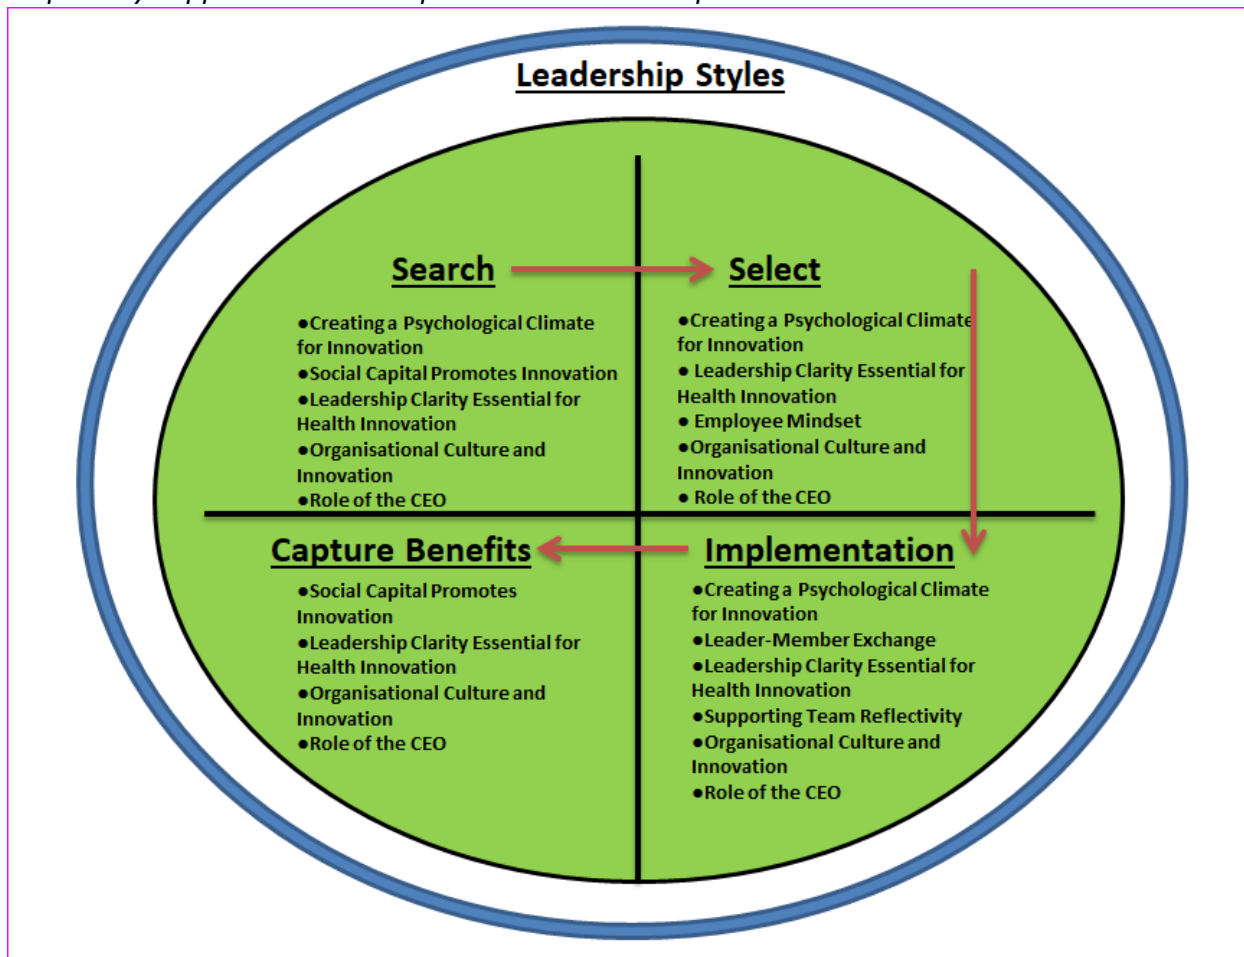 Leadership Styles
Search
●Creating a Psychological Climate
for Innovation
●Social Capital Promotes Innovation
●Leadership Clarity Essential for
Health Innovation
●Organisational Culture and
Innovation
●Role of the CEO
Select
●Creating a Psychological Climate
for Innovation
● Leadership Clarity Essential for
Health Innovation
● Employee Mindset
●Organisational Culture and
Innovation
● Role of the CEO
Capture Benefits
●Social Capital Promotes
Innovation
●Leadership Clarity Essential for
Health Innovation
●Organisational Culture and
Innovation
●Role of the CEO
Implementation
●Creating a Psychological Climate
for Innovation
●Leader-Member Exchange
●Leadership Clarity Essential for
Health Innovation
●Supporting Team Reflectivity
●Organisational Culture and
Innovation
●Role of the CEO